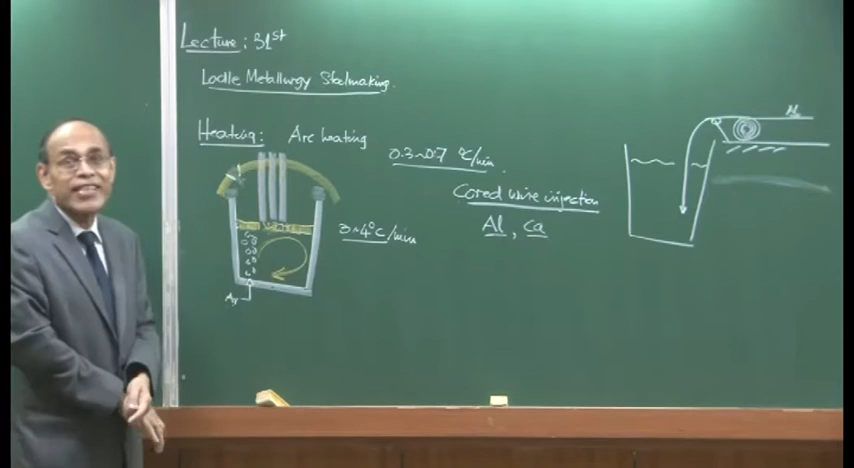 Lecture: 31st
Ladle Metallurgy Steelmaking.
Heating: Arc heating
0.3~0.7 °C/min.
Cored wire injection
Al, Ca
3~4°C/min
Ar